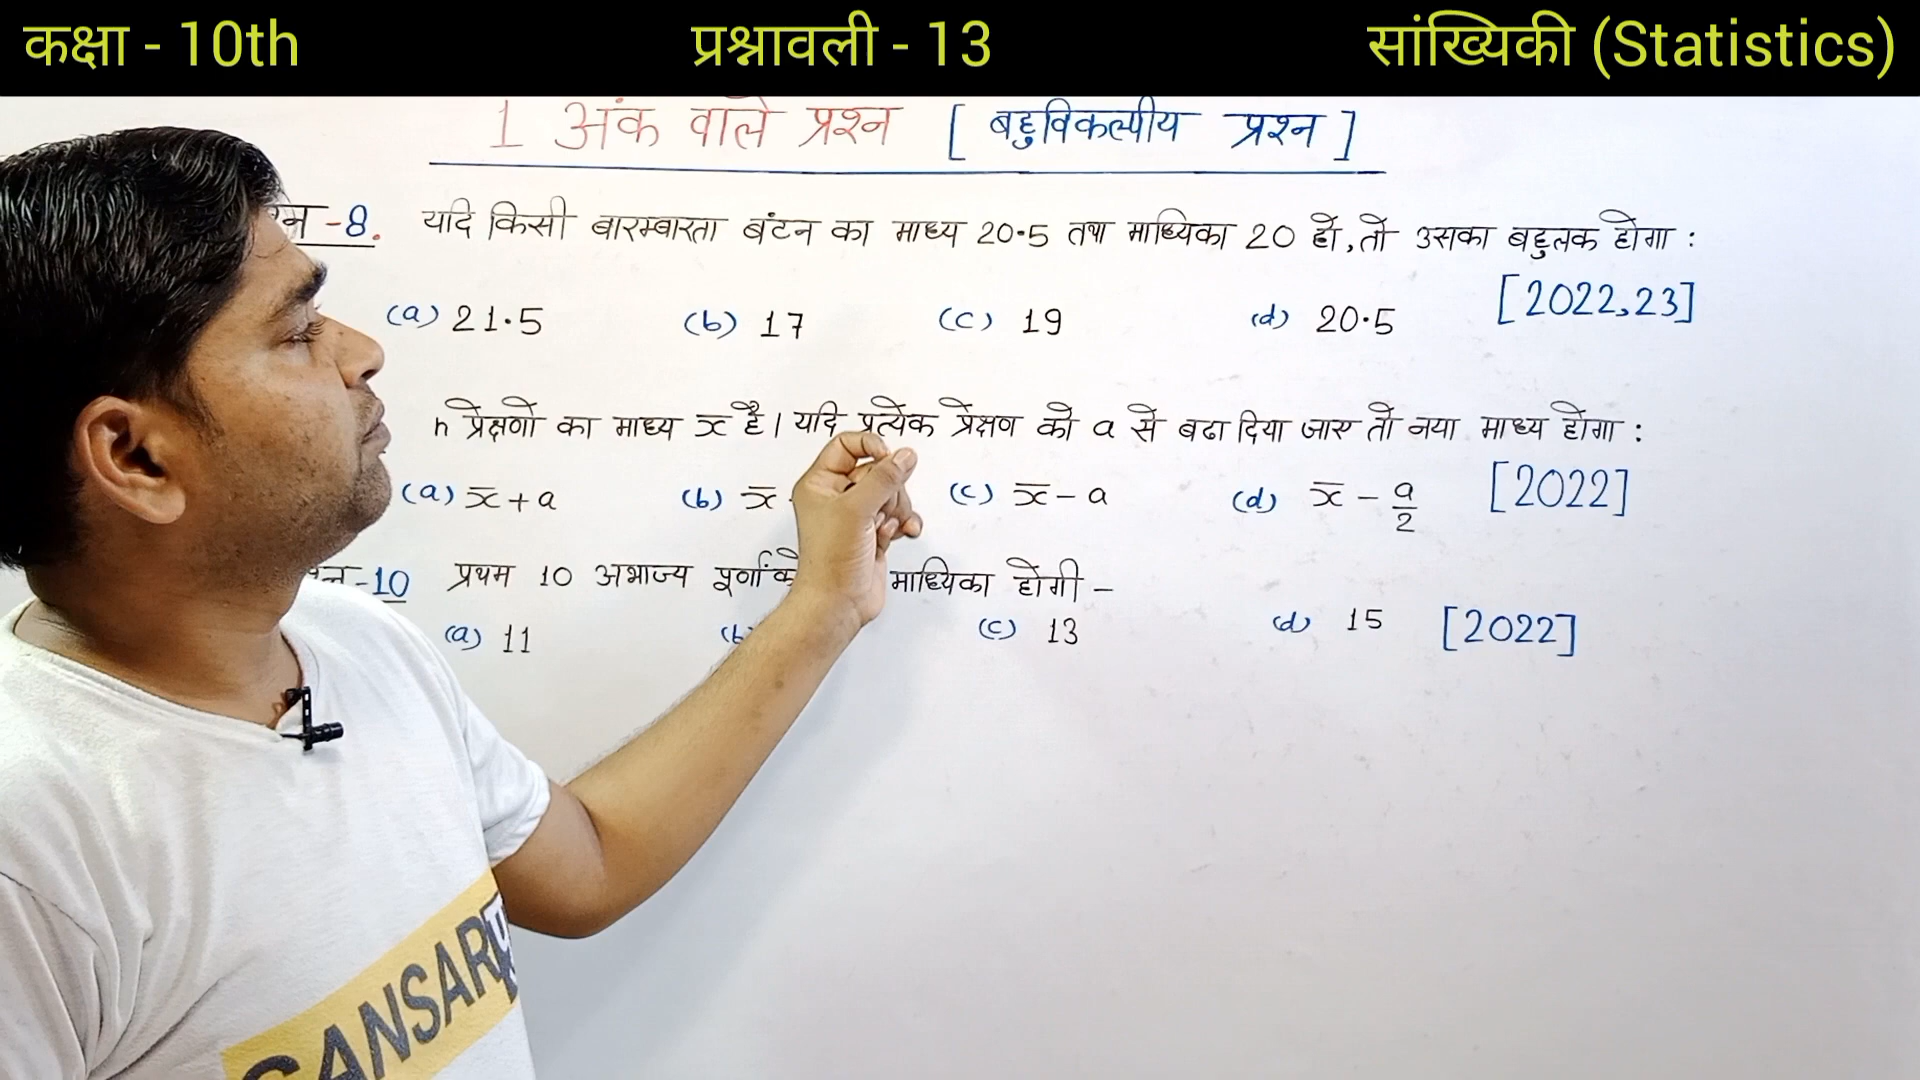 कक्षा - 10th प्रश्नावली - 13 सांख्यिकी (Statistics)
1 अंक वाले प्रश्न [ बहुविकल्पीय प्रश्न ]
-8. यदि किसी बारम्बारता बंटन का माध्य 20.5 तथा माध्यिका 20 हो, तो उसका बहुलक होगा :
(a) 21.5 (b) 17 (c) 19 (d) 20.5 [2022,23]
n प्रेक्षणों का माध्य x̄ है। यदि प्रत्येक प्रेक्षण को a से बढा दिया जाए तो नया माध्य होगा :
(a) x̄ + a (b) x̄ (c) x̄ - a (d) x̄ - a/2 [2022]
-10 प्रथम 10 अभाज्य माध्यिका होगी -
(a) 11 (c) 13 (d) 15 [2022]